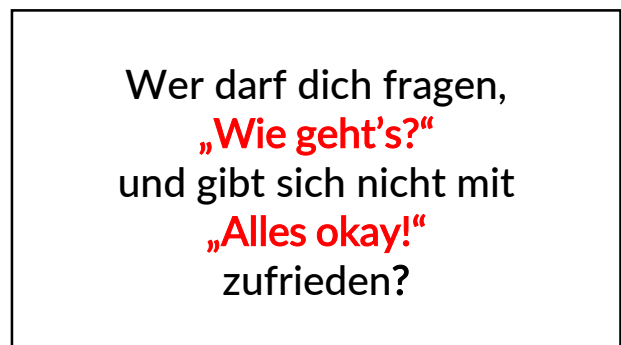 Wer darf dich fragen,
„Wie geht’s?“
und gibt sich nicht mit
„Alles okay!“
zufrieden?